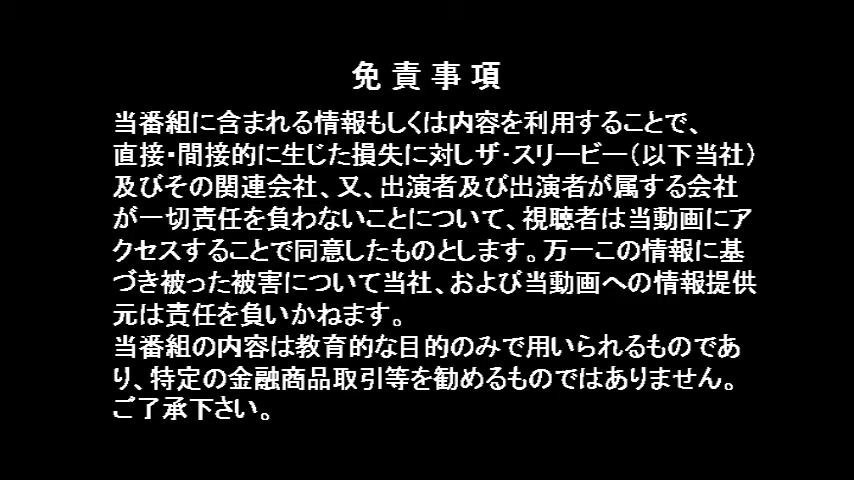 免責事項
当番組に含まれる情報もしくは内容を利用することで、
直接・間接的に生じた損失に対しザ・スリービー（以下当社）
及びその関連会社、又、出演者及び出演者が属する会社
が一切責任を負わないことについて、視聴者は当動画にア
クセスすることで同意したものとします。万一この情報に基
づき被った被害について当社、および当動画への情報提供
元は責任を負いかねます。
当番組の内容は教育的な目的のみで用いられるものであ
り、特定の金融商品取引等を勧めるものではありません。
ご了承下さい。